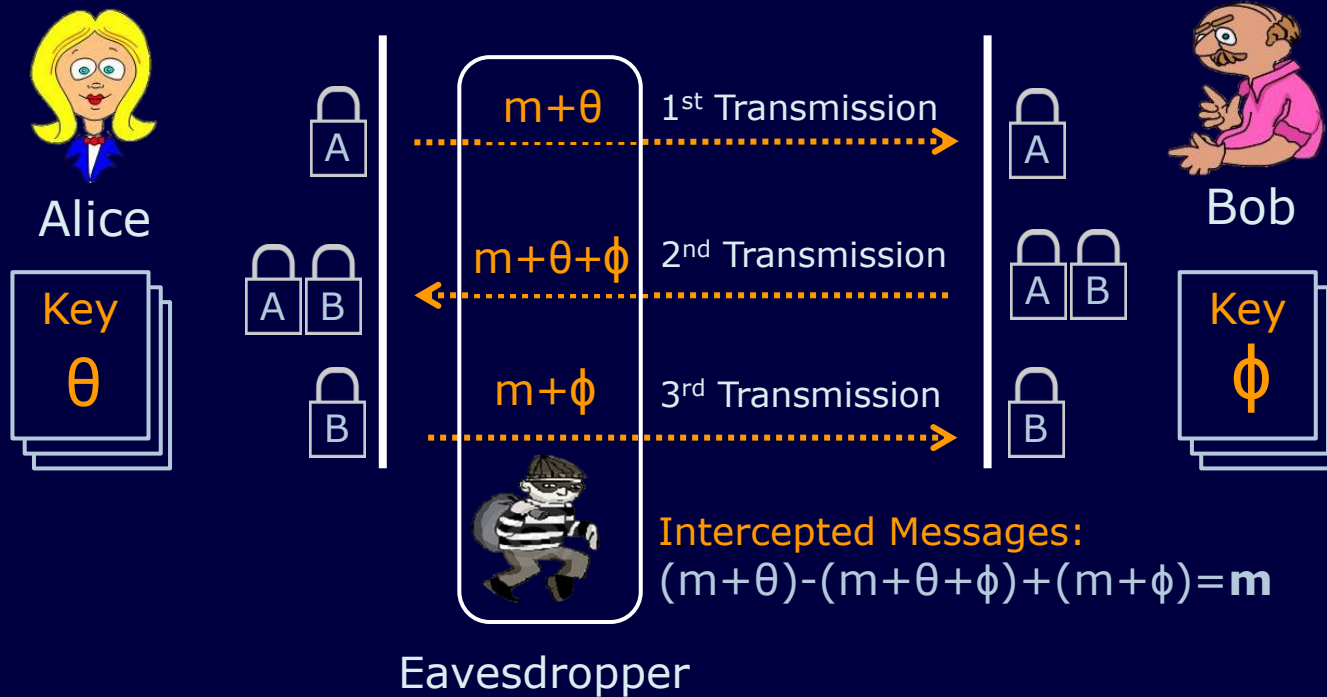 m+θ 1st Transmission
A A
Alice Bob
m+θ+ϕ 2nd Transmission
A B A B
Key Key
θ ϕ
m+ϕ 3rd Transmission
B B
Intercepted Messages:
(m+θ)-(m+θ+ϕ)+(m+ϕ)=m
Eavesdropper